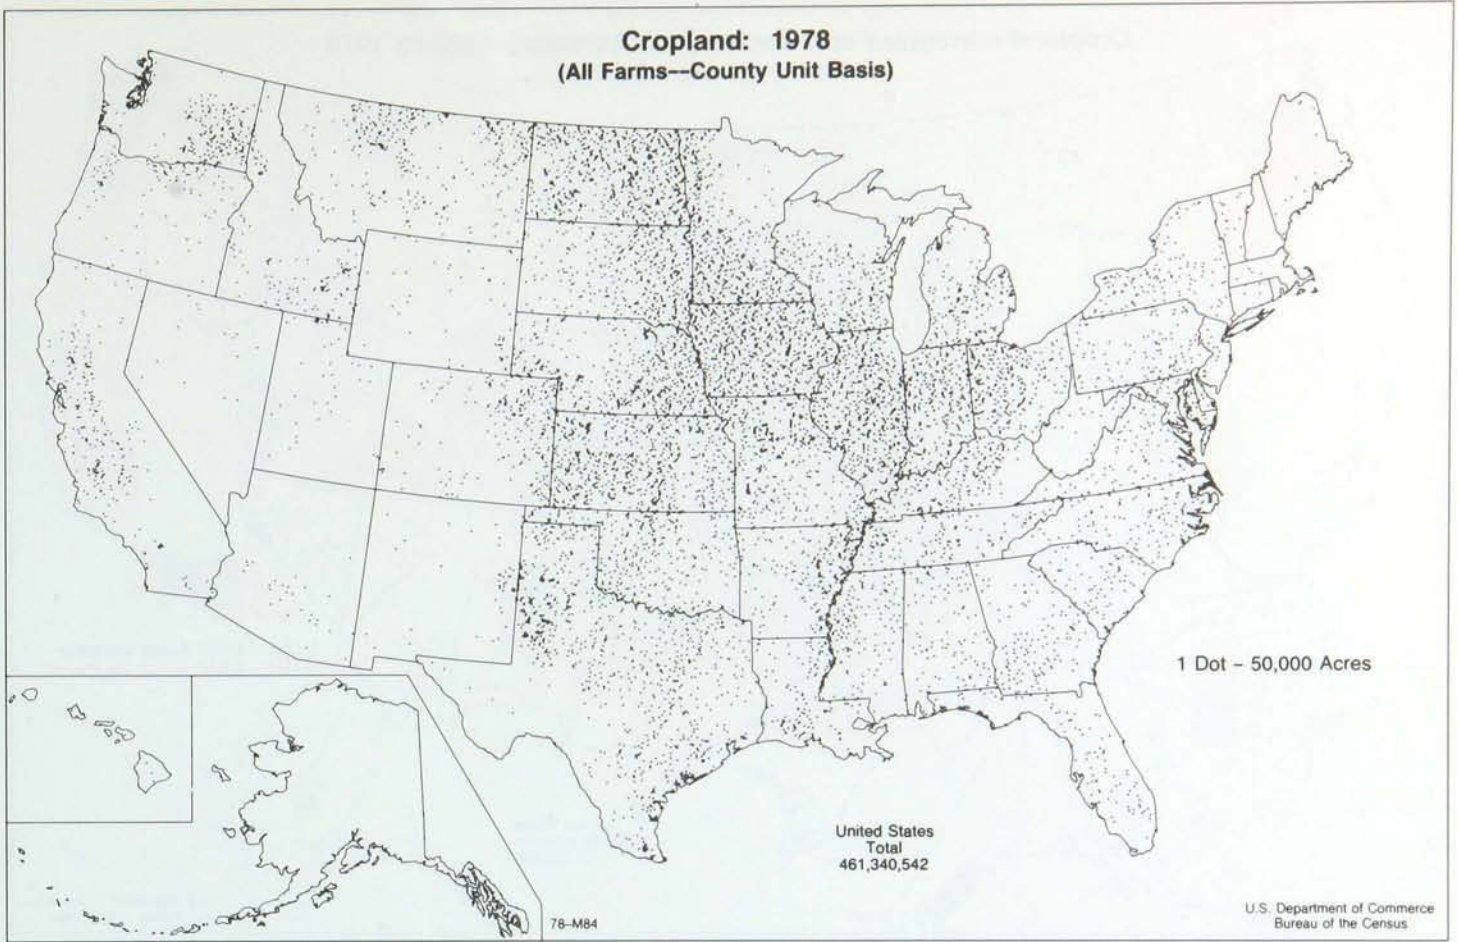 Cropland: 1978
(All Farms--County Unit Basis)
1 Dot - 50,000 Acres
United States
Total
461,340,542
78-M84
U.S. Department of Commerce
Bureau of the Census